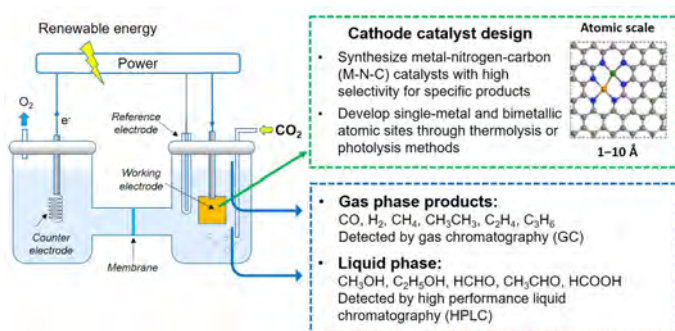 Renewable energy
Power
O₂
e⁻
Reference
electrode
CO₂
Working
electrode
Counter
electrode
Membrane
Cathode catalyst design
• Synthesize metal-nitrogen-carbon
(M-N-C) catalysts with high
selectivity for specific products
• Develop single-metal and bimetallic
atomic sites through thermolysis or
photolysis methods
Atomic scale
1–10 Å
• Gas phase products:
CO, H₂, CH₄, CH₃CH₃, C₂H₄, C₃H₆
Detected by gas chromatography (GC)
• Liquid phase:
CH₃OH, C₂H₅OH, HCHO, CH₃CHO, HCOOH
Detected by high performance liquid
chromatography (HPLC)